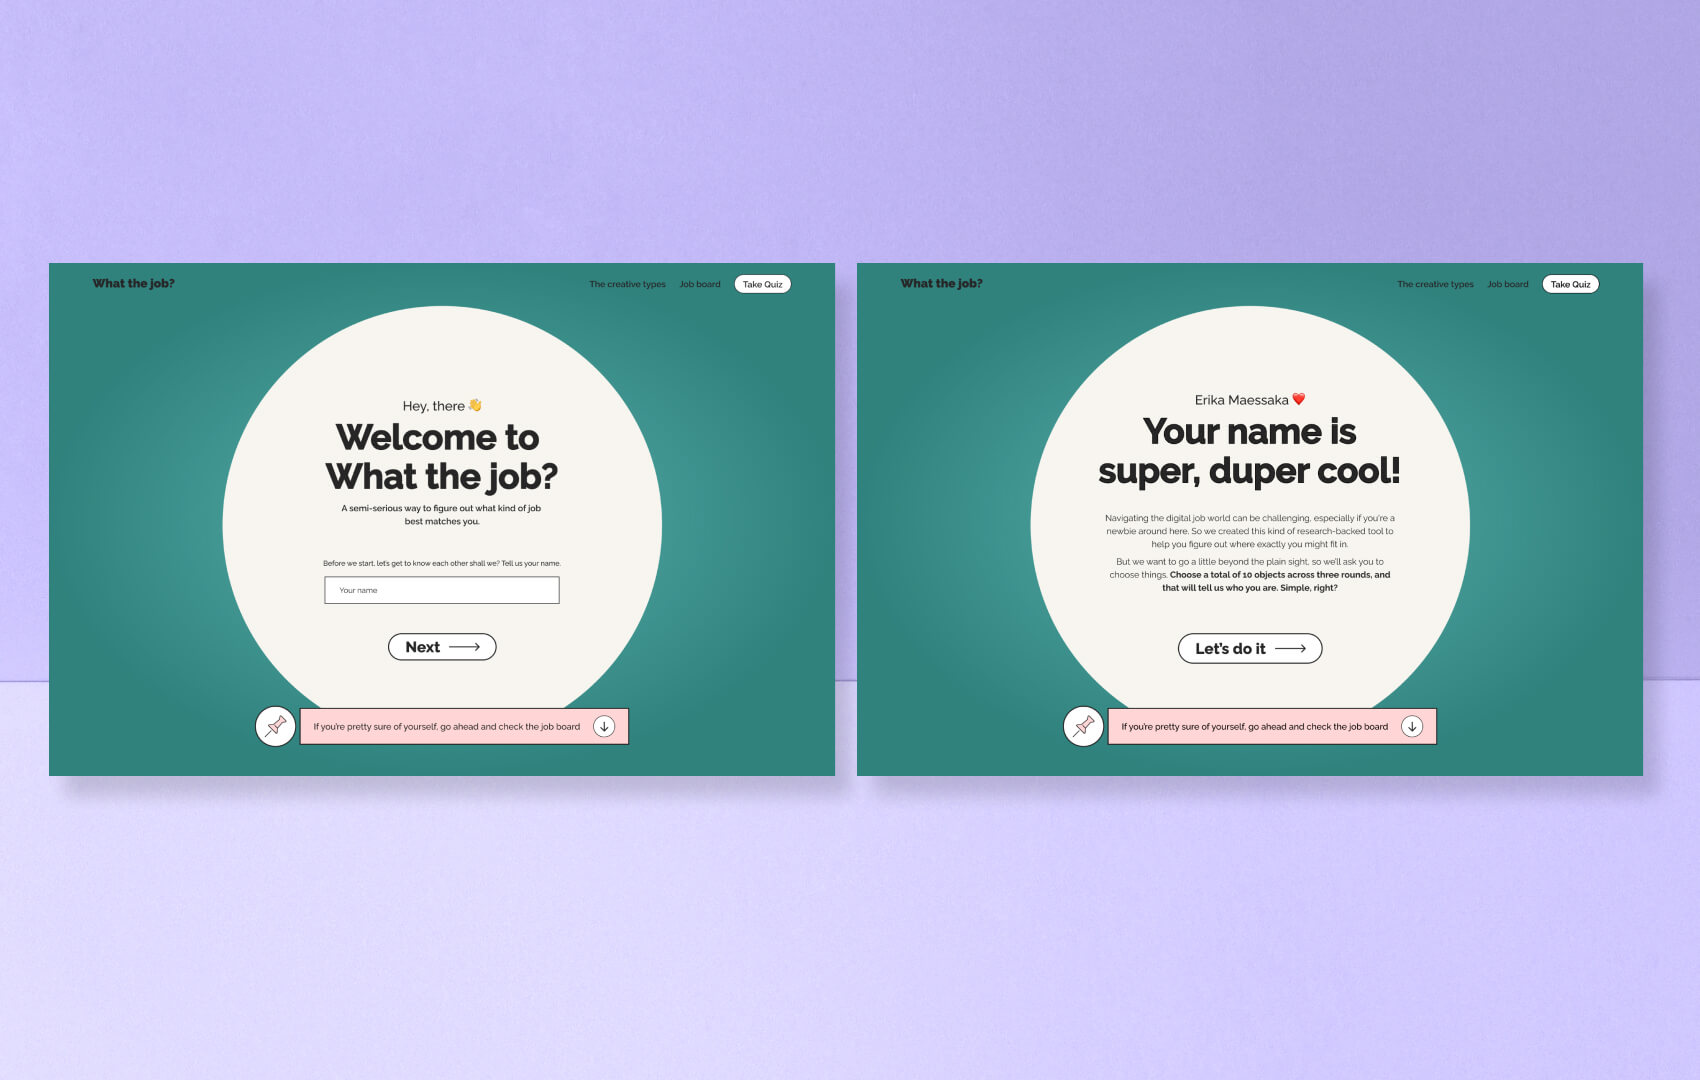 What the job?
The creative types
Job board
Take Quiz
Hey, there 👋
Welcome to
What the job?
A semi-serious way to figure out what kind of job
best matches you.
Before we start, let's get to know each other shall we? Tell us your name.
Your name
Next
If you're pretty sure of yourself, go ahead and check the job board
What the job?
The creative types
Job board
Take Quiz
Erika Maessaka ❤️
Your name is
super, duper cool!
Navigating the digital job world can be challenging, especially if you're a
newbie around here. So we created this kind of research-backed tool to
help you figure out where exactly you might fit in.
But we want to go a little beyond the plain sight, so we'll ask you to
choose things. Choose a total of 10 objects across three rounds, and
that will tell us who you are. Simple, right?
Let's do it
If you're pretty sure of yourself, go ahead and check the job board